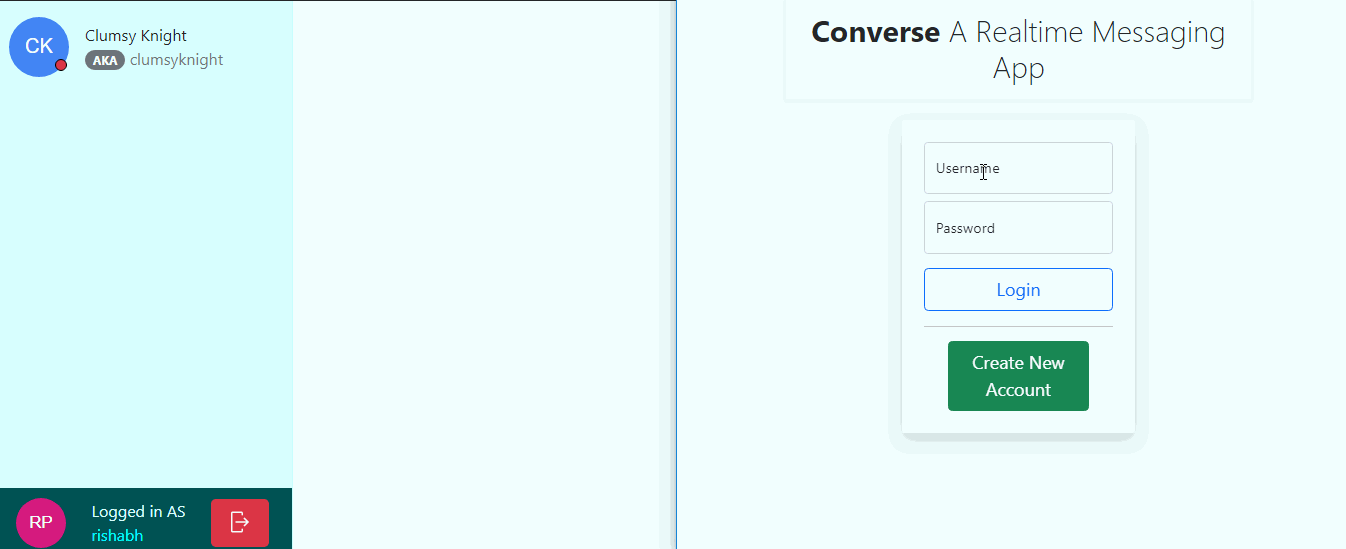 CK
Clumsy Knight
AKA clumsyknight
RP
Logged in AS
rishabh
Converse A Realtime Messaging
App
Username
Password
Login
Create New
Account